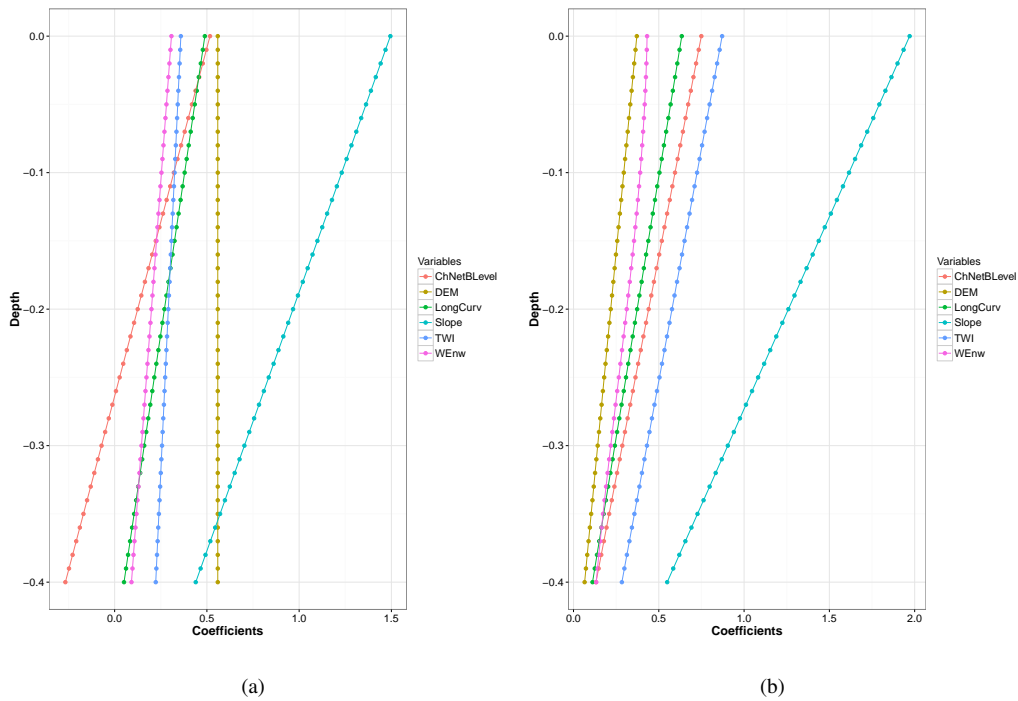 0.0
−0.1
−0.2
−0.3
−0.4
Depth
0.0 0.5 1.0 1.5
Coefficients
Variables
ChNetBLevel
DEM
LongCurv
Slope
TWI
WEnw
(a)
0.0
−0.1
−0.2
−0.3
−0.4
Depth
0.0 0.5 1.0 1.5 2.0
Coefficients
Variables
ChNetBLevel
DEM
LongCurv
Slope
TWI
WEnw
(b)